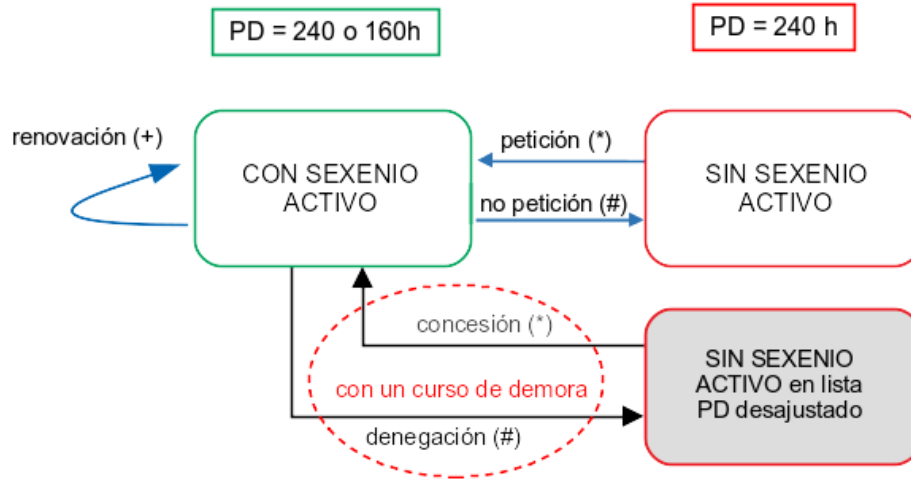 PD = 240 o 160h
PD = 240 h
renovación (+)
CON SEXENIO
ACTIVO
petición (*)
no petición (#)
SIN SEXENIO
ACTIVO
concesión (*)
con un curso de demora
denegación (#)
SIN SEXENIO
ACTIVO en lista
PD desajustado